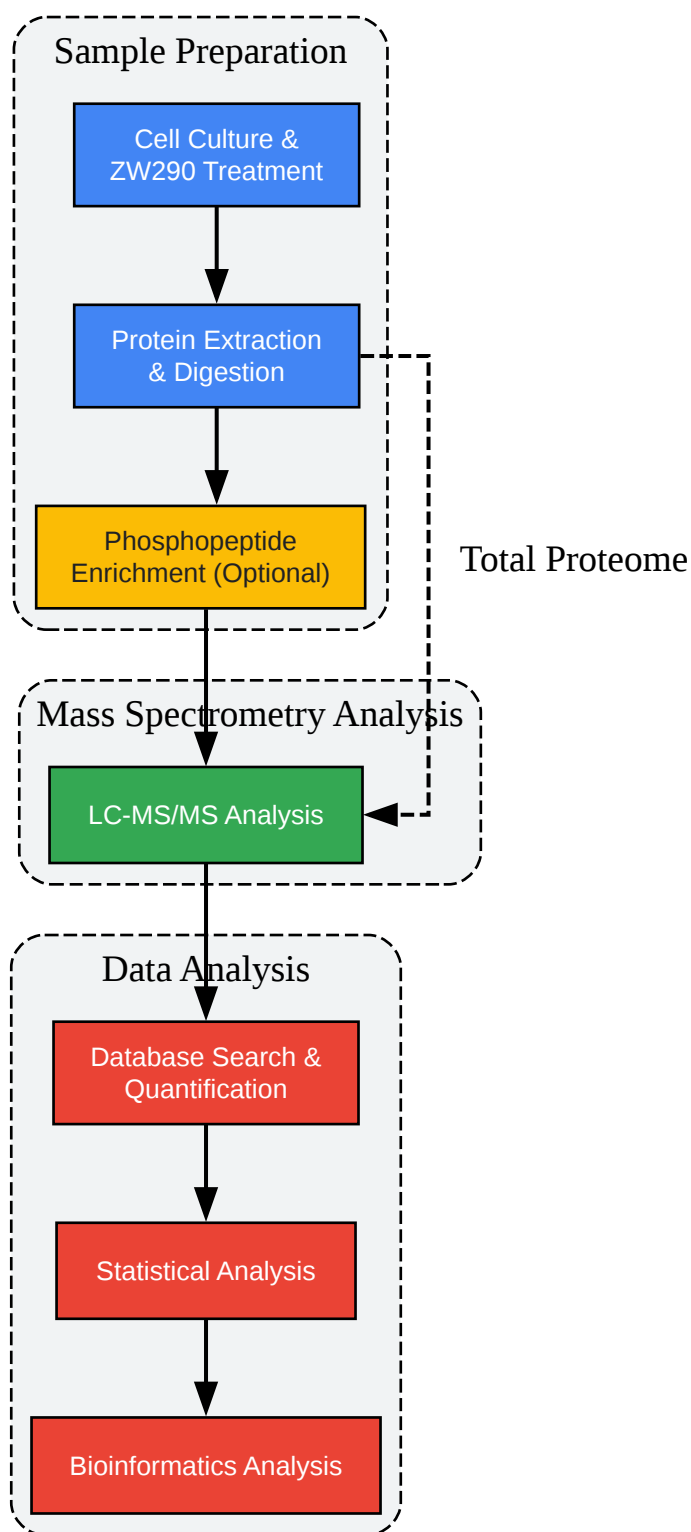 Sample Preparation
Cell Culture &
ZW290 Treatment
Protein Extraction
& Digestion
Phosphopeptide
Enrichment (Optional)
Total Proteome
Mass Spectrometry Analysis
LC-MS/MS Analysis
Data Analysis
Database Search &
Quantification
Statistical Analysis
Bioinformatics Analysis